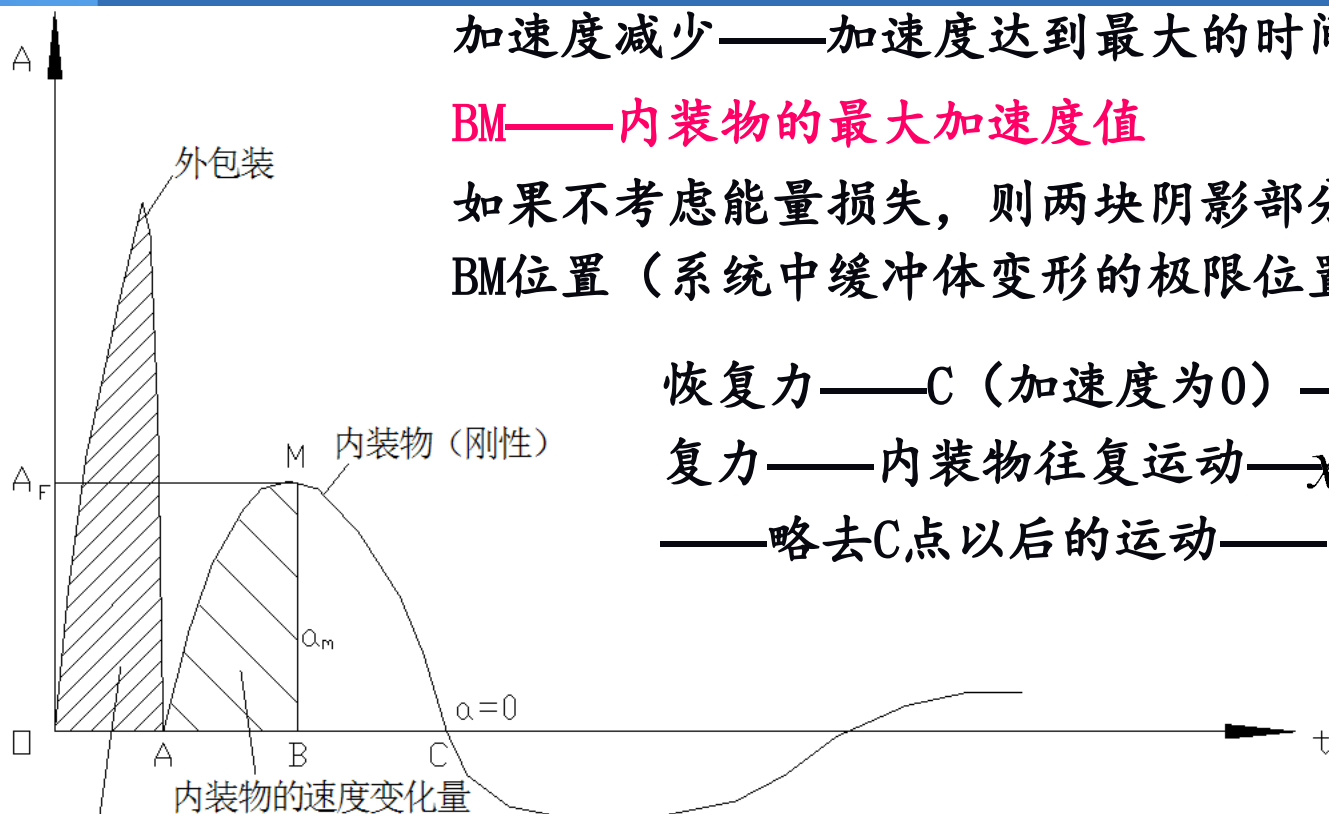 加速度减少——加速度达到最大的时间
BM——内装物的最大加速度值
如果不考虑能量损失，则两块阴影部分
BM位置（系统中缓冲体变形的极限位置
恢复力——C（加速度为0）—
复力——内装物往复运动—x
——略去C点以后的运动——
A
外包装
M
内装物（刚性）
AF
am
a=0
O
A
B
C
t
内装物的速度变化量